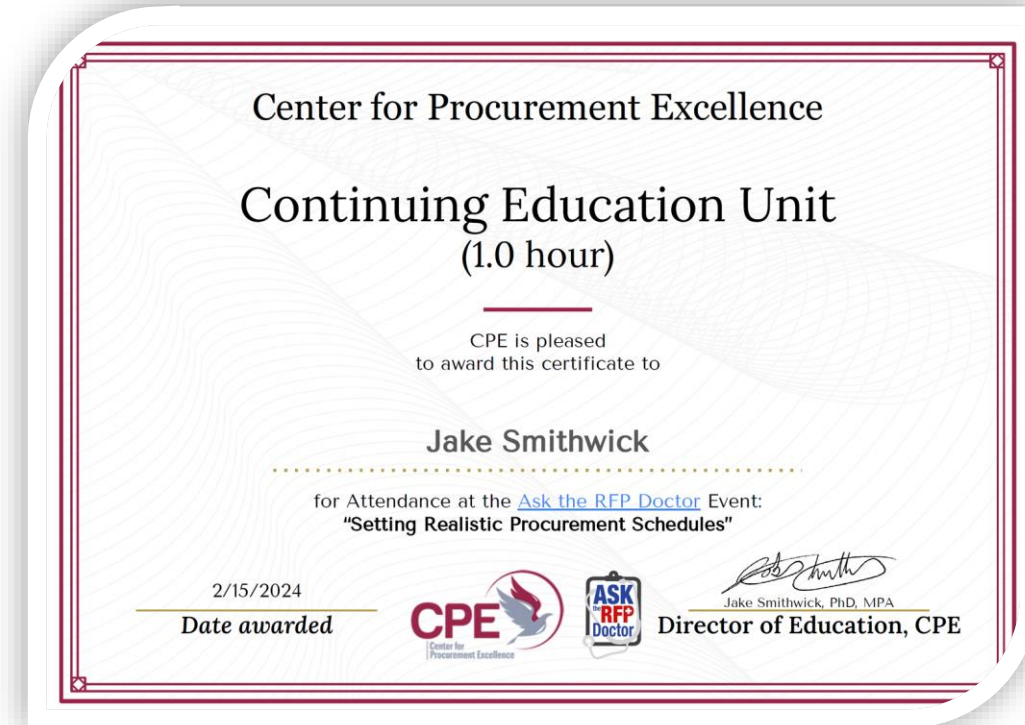 Center for Procurement Excellence
Continuing Education Unit
(1.0 hour)
CPE is pleased
to award this certificate to
Jake Smithwick
for Attendance at the Ask the RFP Doctor Event:
“Setting Realistic Procurement Schedules”
2/15/2024
Date awarded
CPE
Center for
Procurement Excellence
ASK
the RFP
Doctor
Jake Smithwick, PhD, MPA
Director of Education, CPE